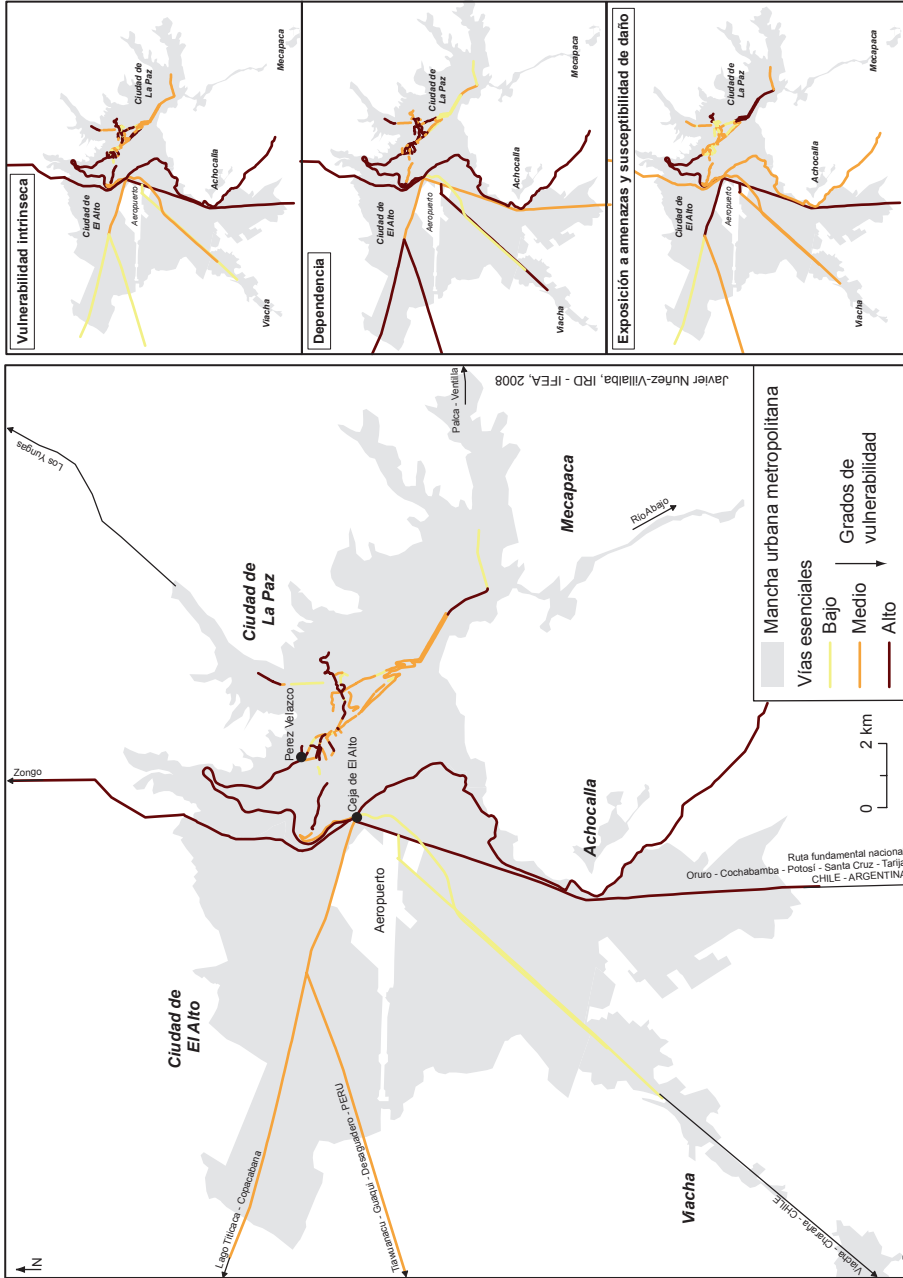 N
Lago Titicaca - Copacabana
Tiawuanacu - Guaqui - Desaguadero - PERU
Ciudad de
El Alto
Zongo
Los Yungas
Ciudad de
La Paz
Perez Velazco
Ceja de El Alto
Aeropuerto
Palca - Ventilla
Mecapaca
Río Abajo
Achocalla
Viacha
Viacha - Charaña - CHILE
Ruta fundamental nacional
Oruro - Cochabamba - Potosí - Santa Cruz - Tarija
CHILE - ARGENTINA
0 2 km
Mancha urbana metropolitana
Vías esenciales
Bajo
Medio
Alto
Grados de
vulnerabilidad
Javier Nuñez-Villalba, IRD - IFEA, 2008
Vulnerabilidad intrínseca
Ciudad de
El Alto
Ciudad de
La Paz
Aeropuerto
Achocalla
Mecapaca
Viacha
Dependencia
Ciudad de
El Alto
Ciudad de
La Paz
Aeropuerto
Achocalla
Mecapaca
Viacha
Exposición a amenazas y susceptibilidad de daño
Ciudad de
El Alto
Ciudad de
La Paz
Aeropuerto
Achocalla
Mecapaca
Viacha